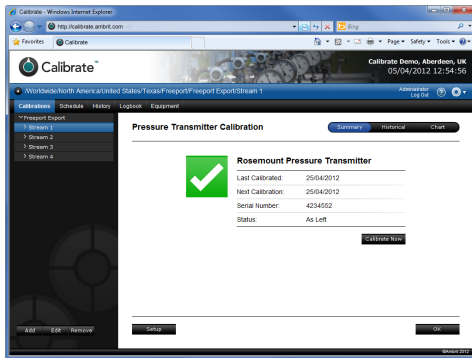 Calibrate - Windows Internet Explorer
http://calibrate.ambrit.com
Bing
Favorites Calibrate
Page Safety Tools
Calibrate™
Calibrate Demo, Aberdeen, UK
05/04/2012 12:54:56
/Worldwide/North America/United States/Texas/Freeport/Freeport Export/Stream 1
Administrator
Log Out
Calibrations Schedule History Logbook Equipment
Freeport Export
Stream 1
Stream 2
Stream 3
Stream 4
Pressure Transmitter Calibration
Summary Historical Chart
Rosemount Pressure Transmitter
Last Calibrated: 25/04/2012
Next Calibration: 25/04/2012
Serial Number: 4234552
Status: As Left
Calibrate Now
Add Edit Remove
Setup
OK
©Ambrit 2012